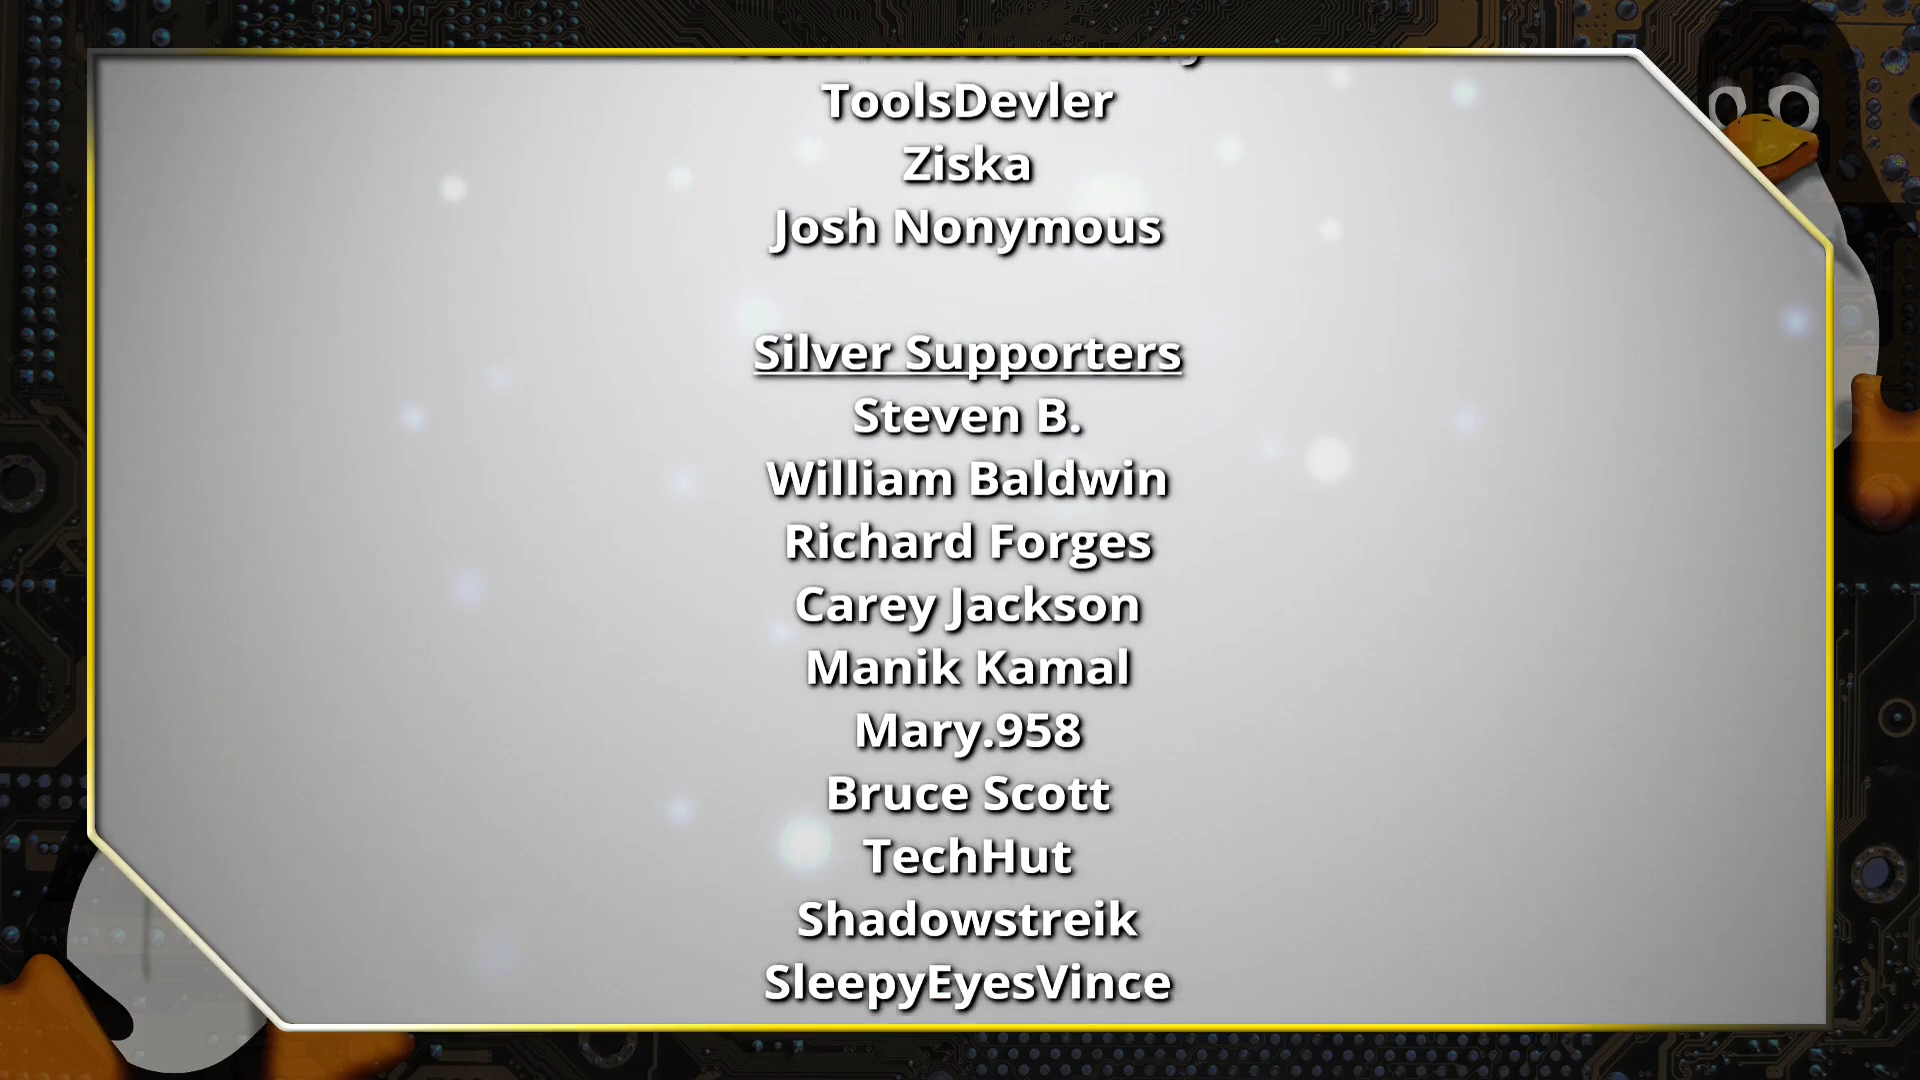 ToolsDevler
Ziska
Josh Nonymous
Silver Supporters
Steven B.
William Baldwin
Richard Forges
Carey Jackson
Manik Kamal
Mary.958
Bruce Scott
TechHut
Shadowstreik
SleepyEyesVince